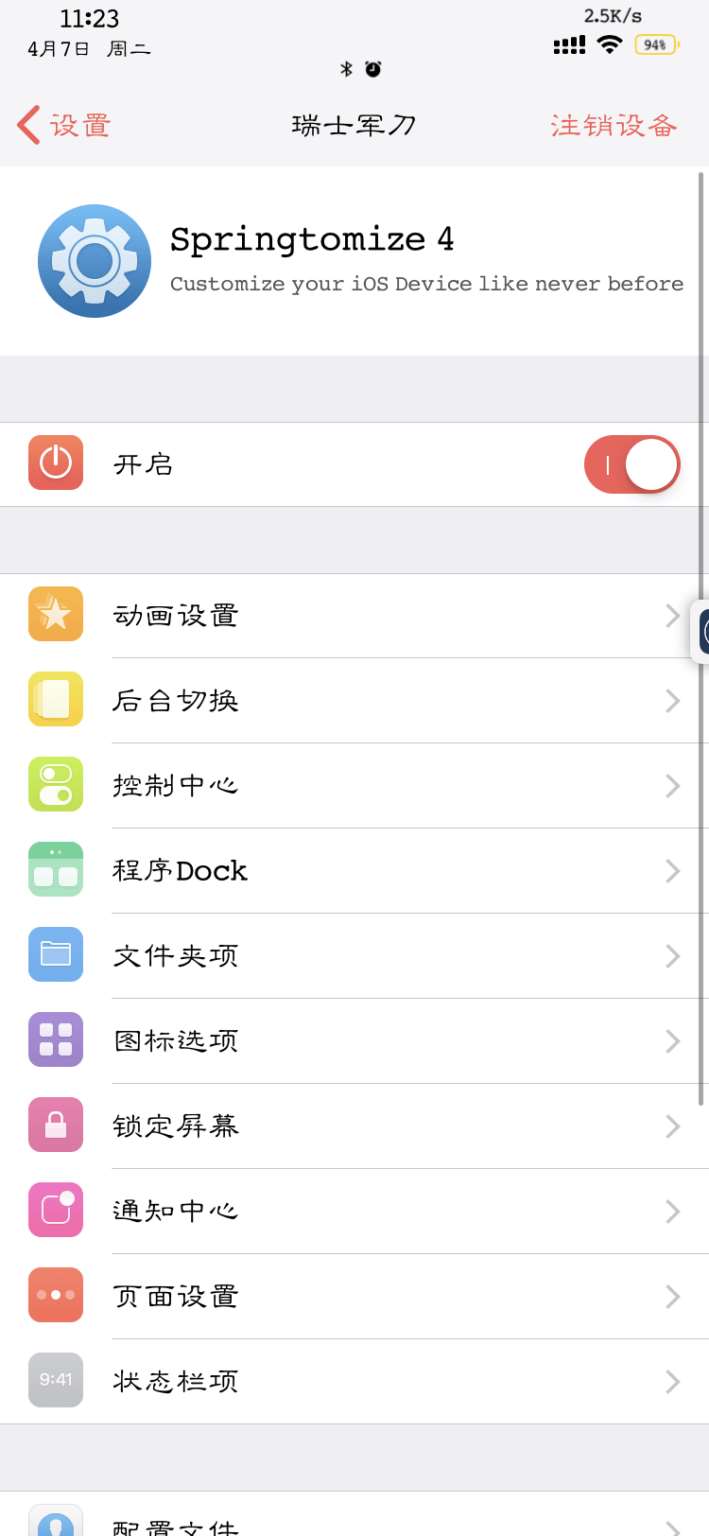 11:23
2.5K/s
4月7日 周二
94%
设置
瑞士军刀
注销设备
Springtomize 4
Customize your iOS Device like never before
开启
动画设置
后台切换
控制中心
程序Dock
文件夹项
图标选项
锁定屏幕
通知中心
页面设置
9:41
状态栏项
配置文件